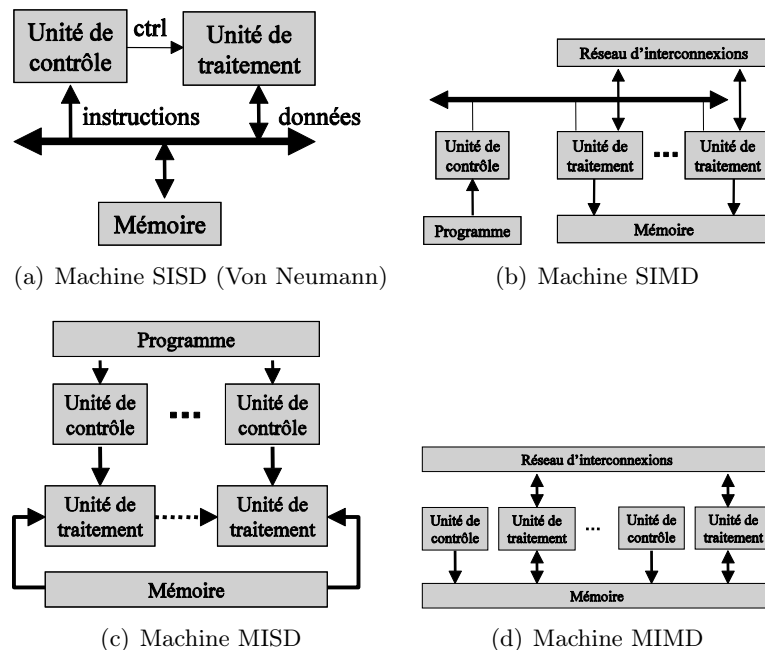 Unité de
contrôle
ctrl
Unité de
traitement
instructions
données
Mémoire
(a) Machine SISD (Von Neumann)
Réseau d'interconnexions
Unité de
contrôle
Unité de
traitement
Unité de
traitement
Programme
Mémoire
(b) Machine SIMD
Programme
Unité de
contrôle
Unité de
contrôle
Unité de
traitement
Unité de
traitement
Mémoire
(c) Machine MISD
Réseau d'interconnexions
Unité de
contrôle
Unité de
traitement
...
Unité de
contrôle
Unité de
traitement
Mémoire
(d) Machine MIMD